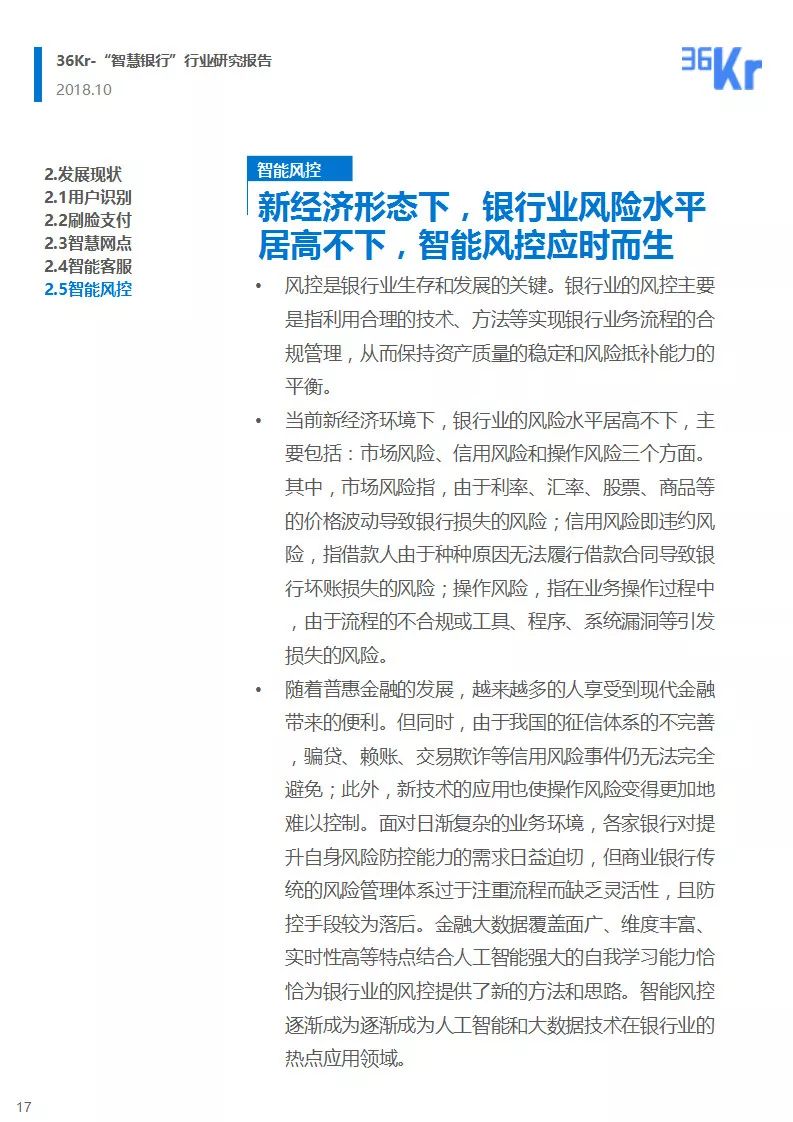 36Kr-“智慧银行”行业研究报告
2018.10
36Kr
2.发展现状
2.1用户识别
2.2刷脸支付
2.3智慧网点
2.4智能客服
2.5智能风控
智能风控
新经济形态下，银行业风险水平
居高不下，智能风控应时而生
• 风控是银行业生存和发展的关键。银行业的风控主要
是指利用合理的技术、方法等实现银行业务流程的合
规管理，从而保持资产质量的稳定和风险抵补能力的
平衡。
• 当前新经济环境下，银行业的风险水平居高不下，主
要包括：市场风险、信用风险和操作风险三个方面。
其中，市场风险指，由于利率、汇率、股票、商品等
的价格波动导致银行损失的风险；信用风险即违约风
险，指借款人由于种种原因无法履行借款合同导致银
行坏账损失的风险；操作风险，指在业务操作过程中
，由于流程的不合规或工具、程序、系统漏洞等引发
损失的风险。
• 随着普惠金融的发展，越来越多的人享受到现代金融
带来的便利。但同时，由于我国的征信体系的不完善
，骗贷、赖账、交易欺诈等信用风险事件仍无法完全
避免；此外，新技术的应用也使操作风险变得更加地
难以控制。面对日渐复杂的业务环境，各家银行对提
升自身风险防控能力的需求日益迫切，但商业银行传
统的风险管理体系过于注重流程而缺乏灵活性，且防
控手段较为落后。金融大数据覆盖面广、维度丰富、
实时性高等特点结合人工智能强大的自我学习能力恰
恰为银行业的风控提供了新的方法和思路。智能风控
逐渐成为逐渐成为人工智能和大数据技术在银行业的
热点应用领域。
17